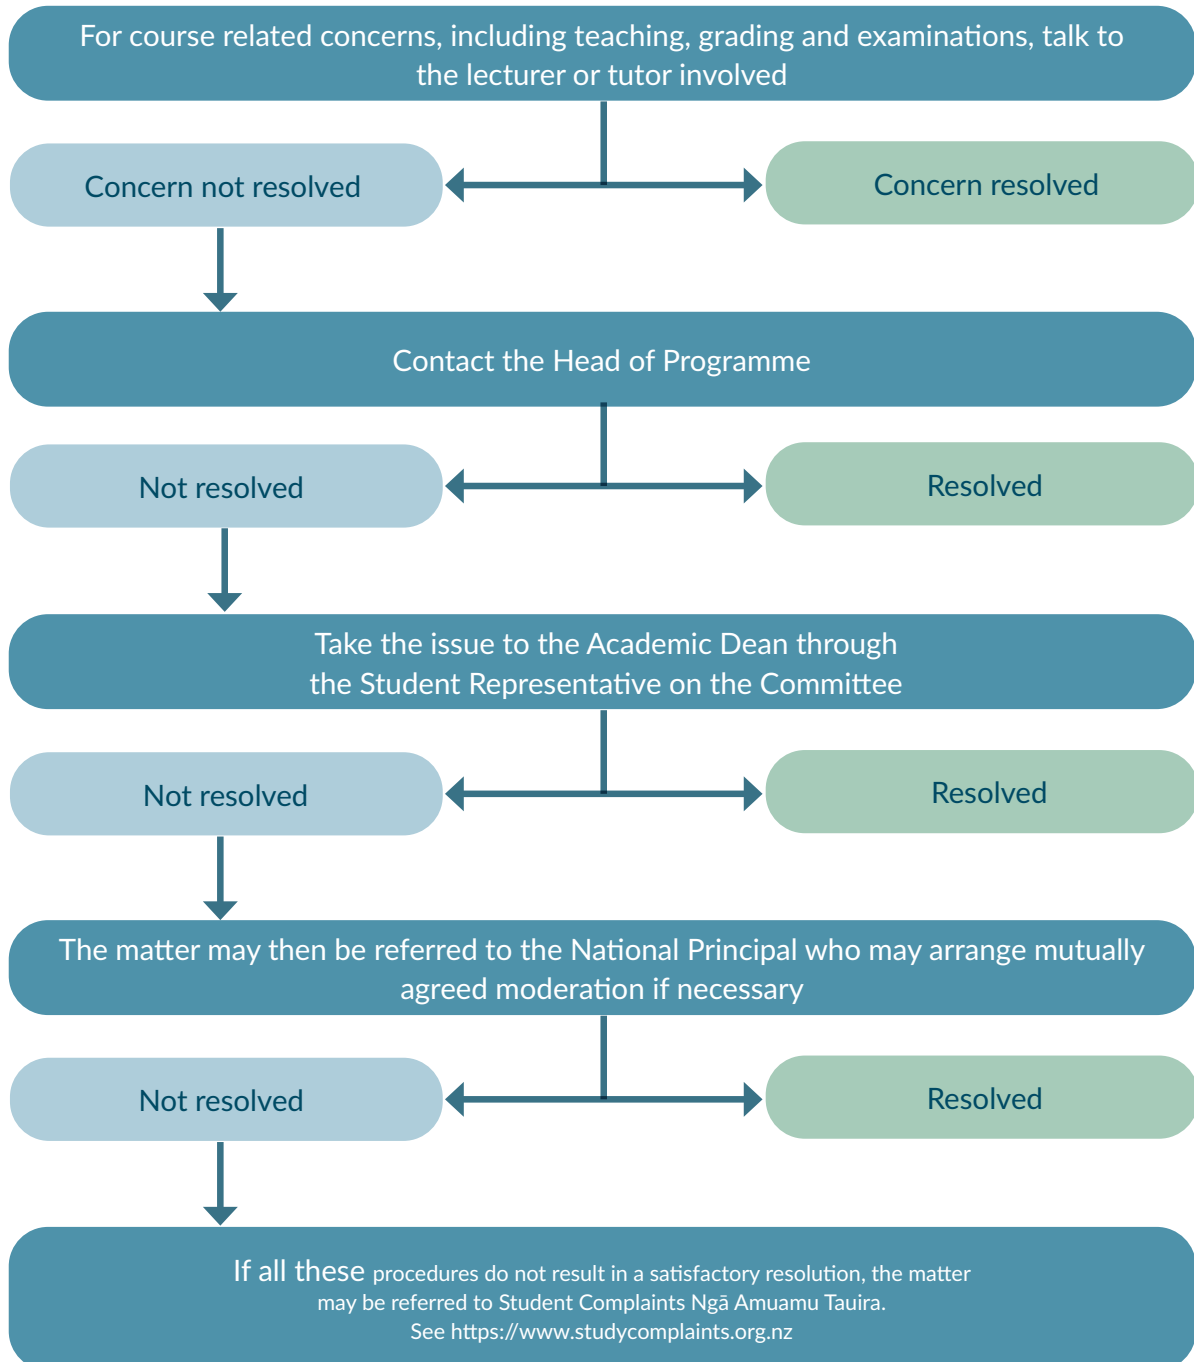 For course related concerns, including teaching, grading and examinations, talk to
the lecturer or tutor involved
Concern not resolved
Concern resolved
Contact the Head of Programme
Not resolved
Resolved
Take the issue to the Academic Dean through
the Student Representative on the Committee
Not resolved
Resolved
The matter may then be referred to the National Principal who may arrange mutually
agreed moderation if necessary
Not resolved
Resolved
If all these procedures do not result in a satisfactory resolution, the matter
may be referred to Student Complaints Ngā Amuamu Tauira.
See https://www.studycomplaints.org.nz